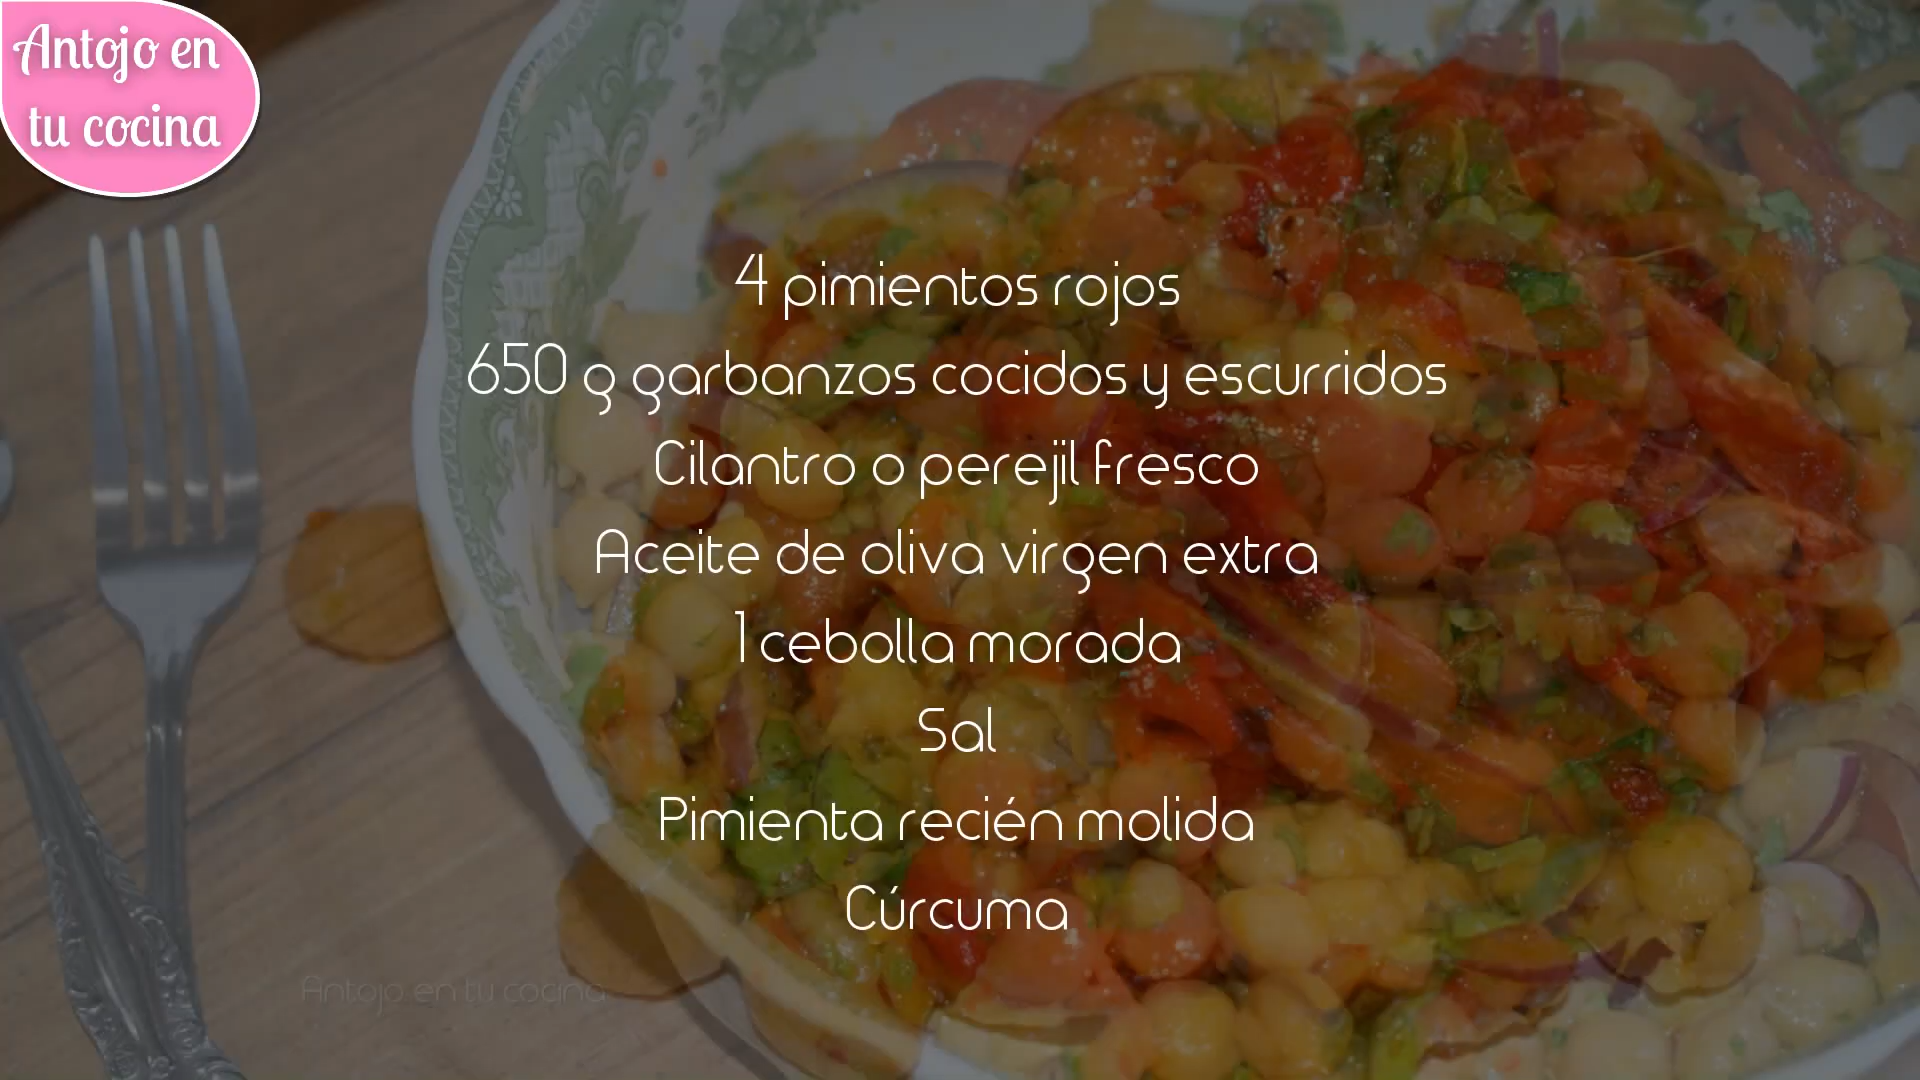 Antojo en
tu cocina
4 pimientos rojos
650 g garbanzos cocidos y escurridos
Cilantro o perejil fresco
Aceite de oliva virgen extra
1 cebolla morada
Sal
Pimienta recién molida
Cúrcuma
Antojo en tu cocina